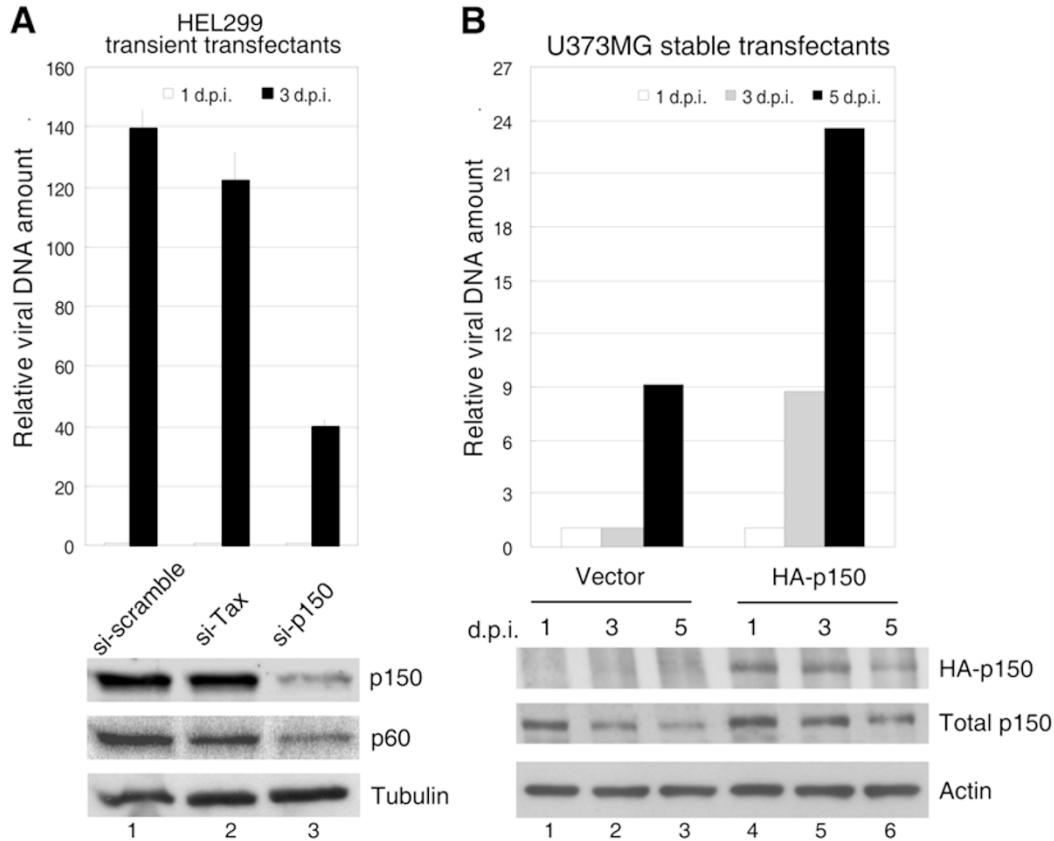 A
HEL299
transient transfectants
1 d.p.i. 3 d.p.i.
Relative viral DNA amount
160
140
120
100
80
60
40
20
0
si-scramble si-Tax si-p150
p150
p60
Tubulin
1 2 3
B
U373MG stable transfectants
1 d.p.i. 3 d.p.i. 5 d.p.i.
Relative viral DNA amount
27
24
21
18
15
12
9
6
3
0
Vector HA-p150
d.p.i. 1 3 5 1 3 5
HA-p150
Total p150
Actin
1 2 3 4 5 6